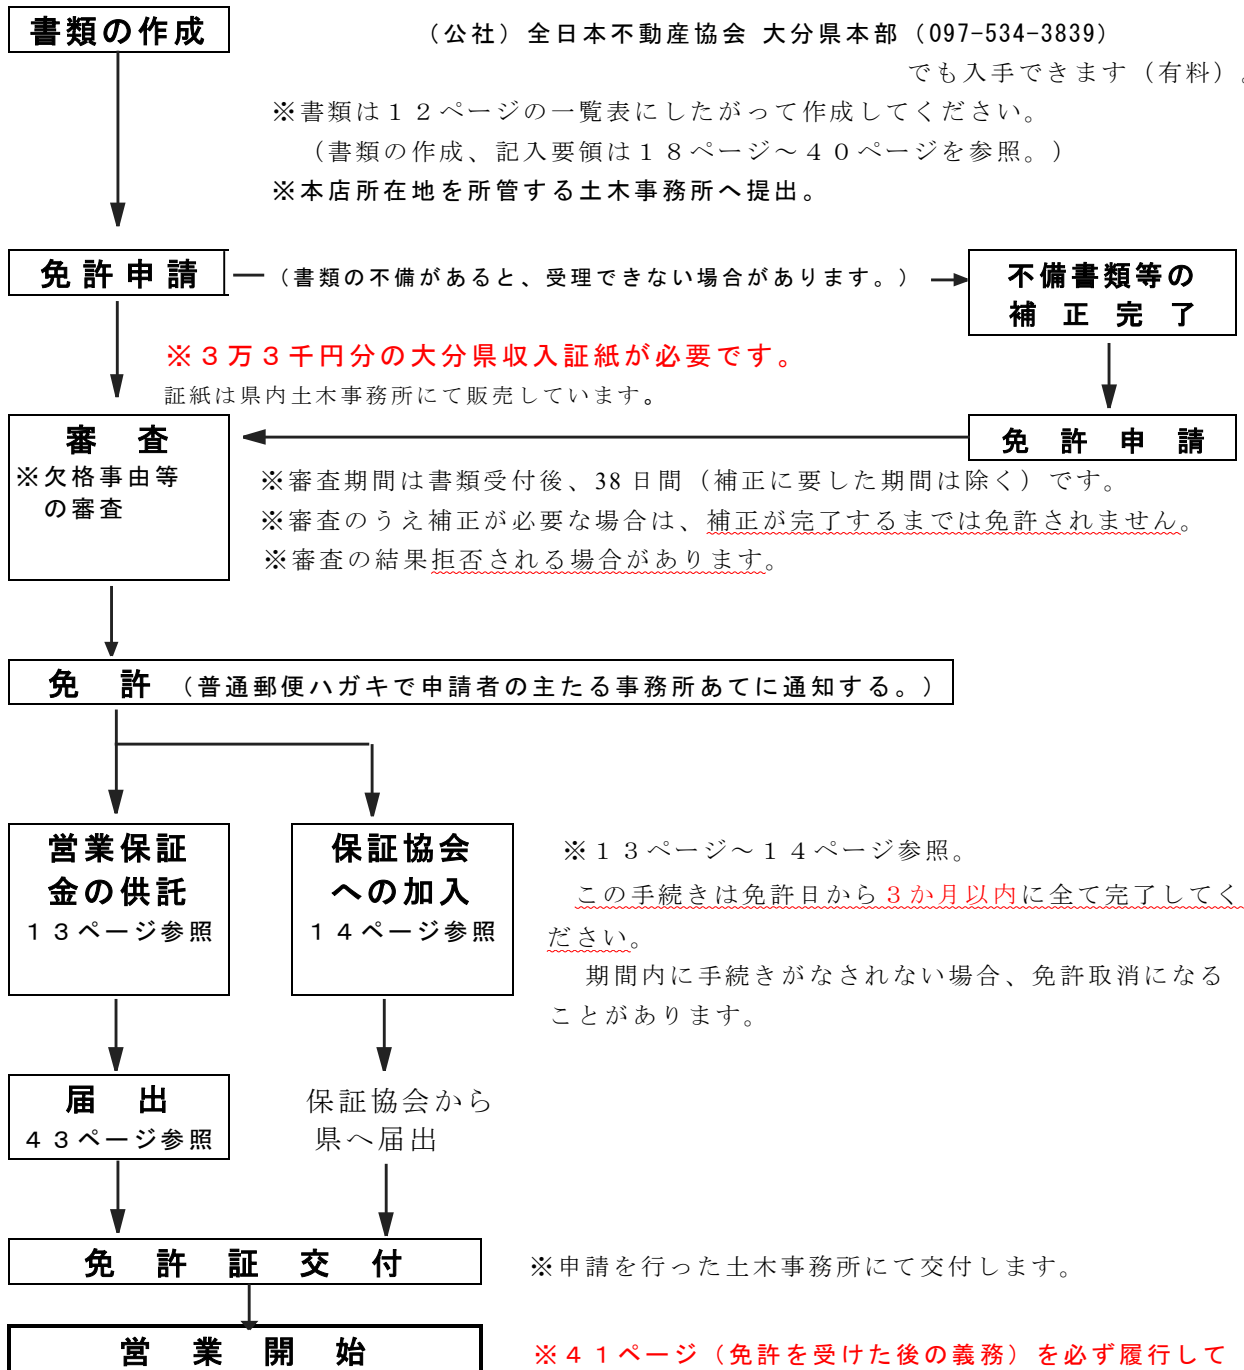 書類の作成
（公社）全日本不動産協会 大分県本部（097-534-3839）
でも入手できます（有料）。
※書類は１２ページの一覧表にしたがって作成してください。
（書類の作成、記入要領は１８ページ～４０ページを参照。）
※本店所在地を所管する土木事務所へ提出。
免許申請
（書類の不備があると、受理できない場合があります。）
不備書類等の
補正完了
※３万３千円分の大分県収入証紙が必要です。
証紙は県内土木事務所にて販売しています。
審 査
※欠格事由等
の審査
免 許 申 請
※審査期間は書類受付後、38日間（補正に要した期間は除く）です。
※審査のうえ補正が必要な場合は、補正が完了するまでは免許されません。
※審査の結果拒否される場合があります。
免 許 （普通郵便ハガキで申請者の主たる事務所あてに通知する。）
営業保証
金の供託
１３ページ参照
保証協会
への加入
１４ページ参照
※１３ページ～１４ページ参照。
この手続きは免許日から３か月以内に全て完了してく
ださい。
期間内に手続きがなされない場合、免許取消になる
ことがあります。
届 出
４３ページ参照
保証協会から
県へ届出
免 許 証 交 付
※申請を行った土木事務所にて交付します。
営 業 開 始
※４１ページ（免許を受けた後の義務）を必ず履行して